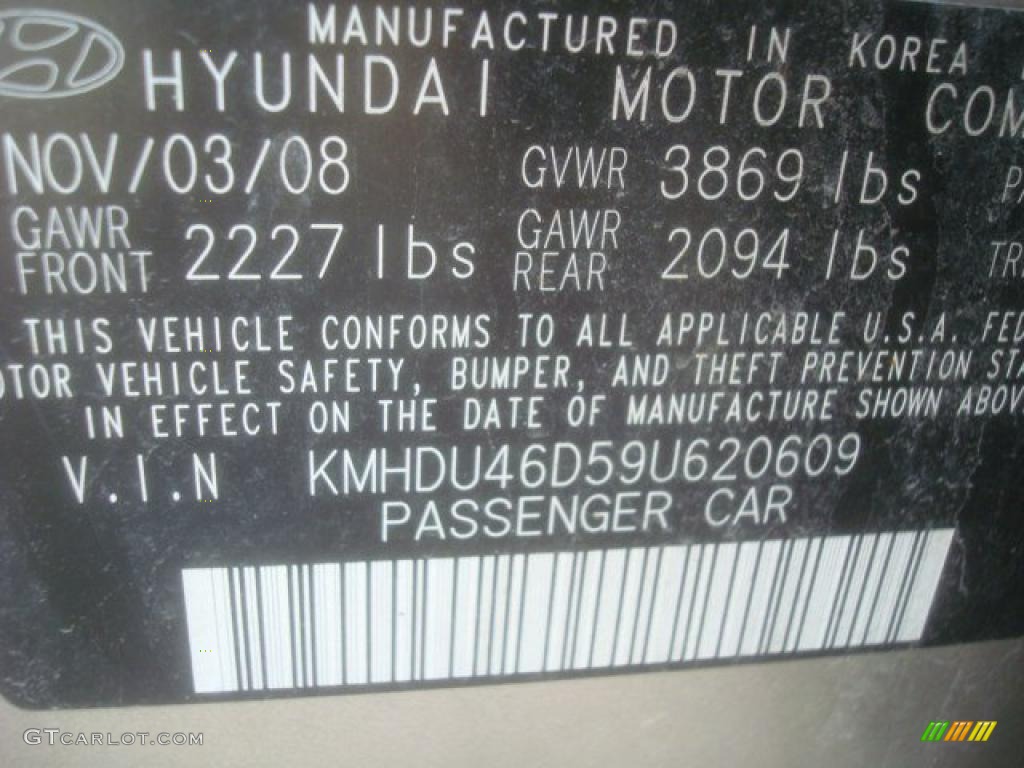 MANUFACTURED IN KOREA
HYUNDAI MOTOR COM
NOV/03/08 GVWR 3869 lbs PA
GAWR FRONT 2227 lbs GAWR REAR 2094 lbs TR
THIS VEHICLE CONFORMS TO ALL APPLICABLE U.S.A. FED
OTOR VEHICLE SAFETY, BUMPER, AND THEFT PREVENTION STA
IN EFFECT ON THE DATE OF MANUFACTURE SHOWN ABOV
V.I.N KMHDU46D59U620609
PASSENGER CAR
GTCARLOT.COM